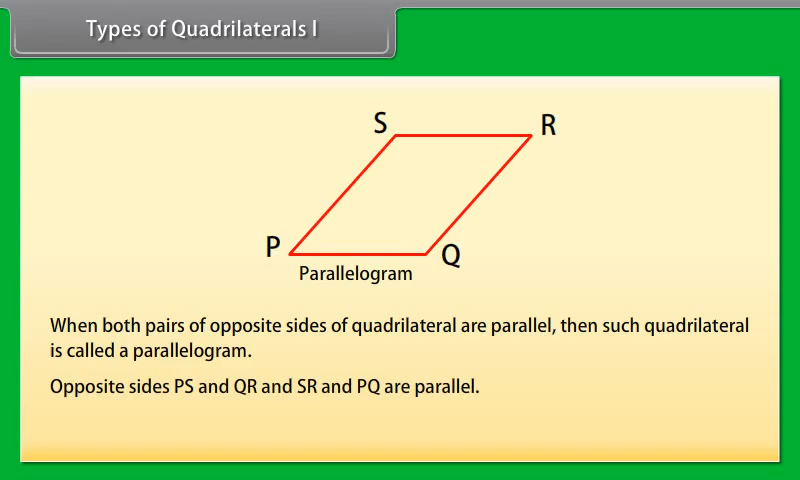 Types of Quadrilaterals I
S
R
P
Q
Parallelogram
When both pairs of opposite sides of quadrilateral are parallel, then such quadrilateral
is called a parallelogram.
Opposite sides PS and QR and SR and PQ are parallel.